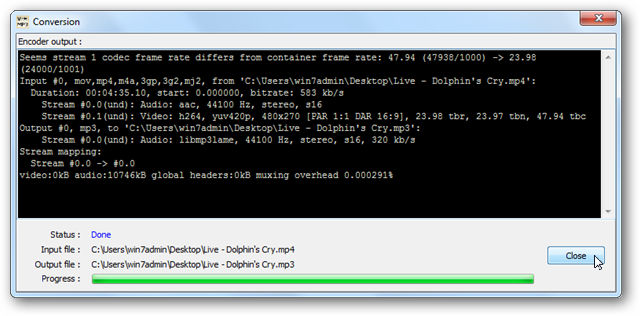 Conversion
Encoder output :
Seems stream 1 codec frame rate differs from container frame rate: 47.94 (47938/1000) -> 23.98
(24000/1001)
Input #0, mov,mp4,m4a,3gp,3g2,mj2, from 'C:\Users\win7admin\Desktop\Live - Dolphin's Cry.mp4':
Duration: 00:04:35.10, start: 0.000000, bitrate: 583 kb/s
Stream #0.0(und): Audio: aac, 44100 Hz, stereo, s16
Stream #0.1(und): Video: h264, yuv420p, 480x270 [PAR 1:1 DAR 16:9], 23.98 tbr, 23.97 tbn, 47.94 tbc
Output #0, mp3, to 'C:\Users\win7admin\Desktop\Live - Dolphin's Cry.mp3':
Stream #0.0(und): Audio: libmp3lame, 44100 Hz, stereo, s16, 320 kb/s
Stream mapping:
Stream #0.0 -> #0.0
video:0kB audio:10746kB global headers:0kB muxing overhead 0.000291%
Status : Done
Input file : C:\Users\win7admin\Desktop\Live - Dolphin's Cry.mp4
Output file : C:\Users\win7admin\Desktop\Live - Dolphin's Cry.mp3
Close
Progress :